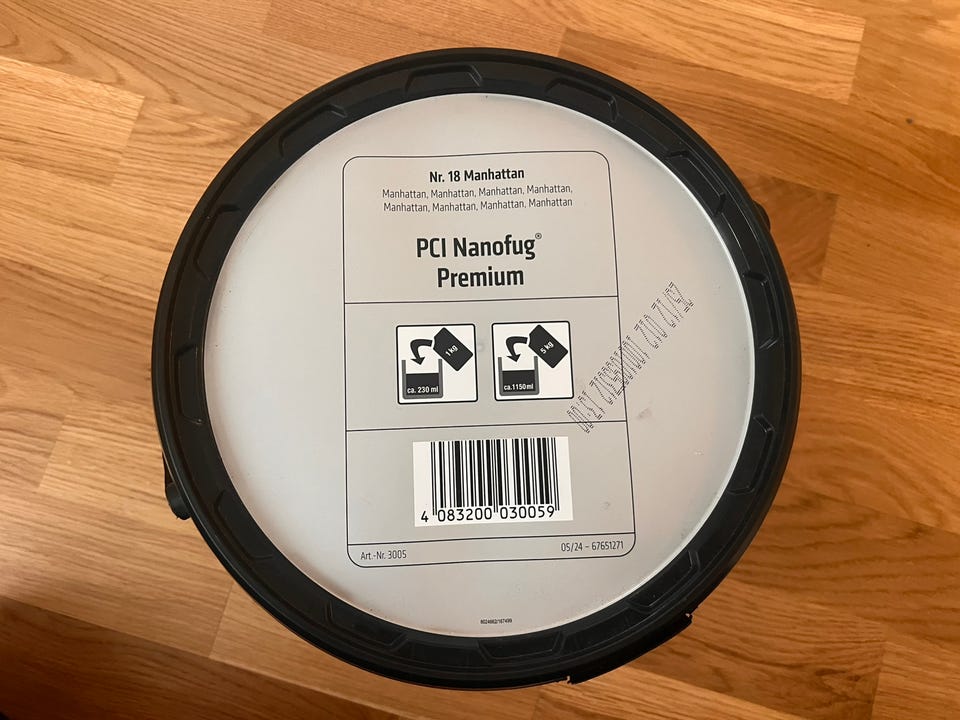 Nr. 18 Manhattan
Manhattan, Manhattan, Manhattan, Manhattan,
Manhattan, Manhattan, Manhattan, Manhattan
PCI Nanofug®
Premium
1 kg
ca. 230 ml
5 kg
ca. 1150 ml
4 083200 030059
Art.-Nr. 3005
05/24 – 67651271